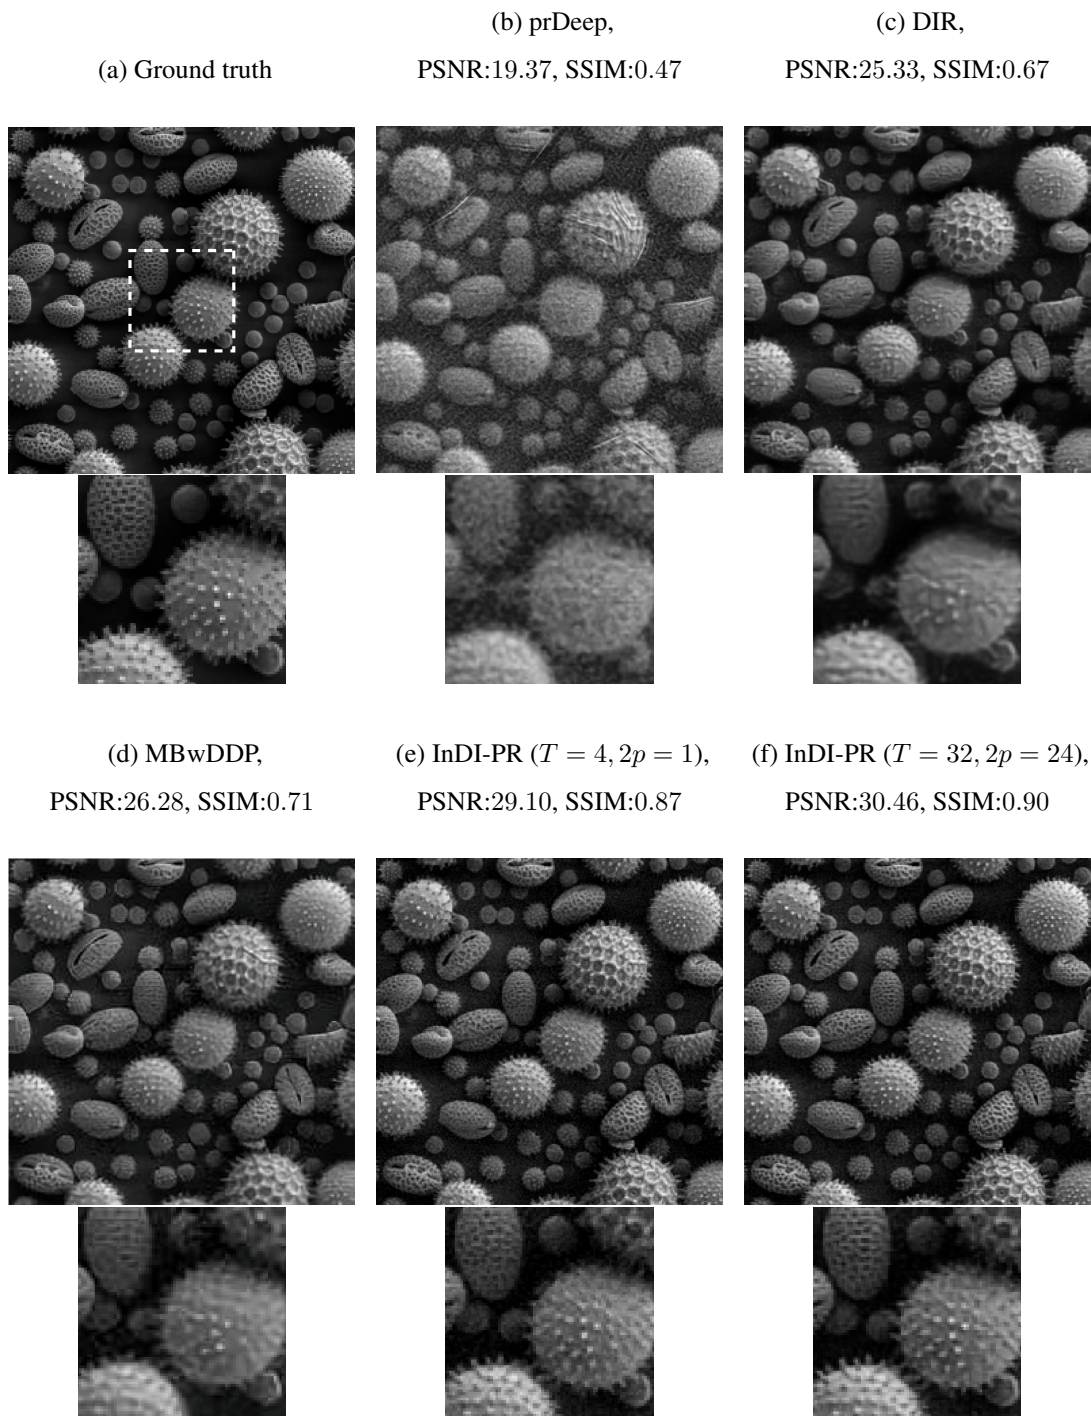 (a) Ground truth
(b) prDeep,
PSNR:19.37, SSIM:0.47
(c) DIR,
PSNR:25.33, SSIM:0.67
(d) MBwDDP,
PSNR:26.28, SSIM:0.71
(e) InDI-PR (T = 4, 2p = 1),
PSNR:29.10, SSIM:0.87
(f) InDI-PR (T = 32, 2p = 24),
PSNR:30.46, SSIM:0.90